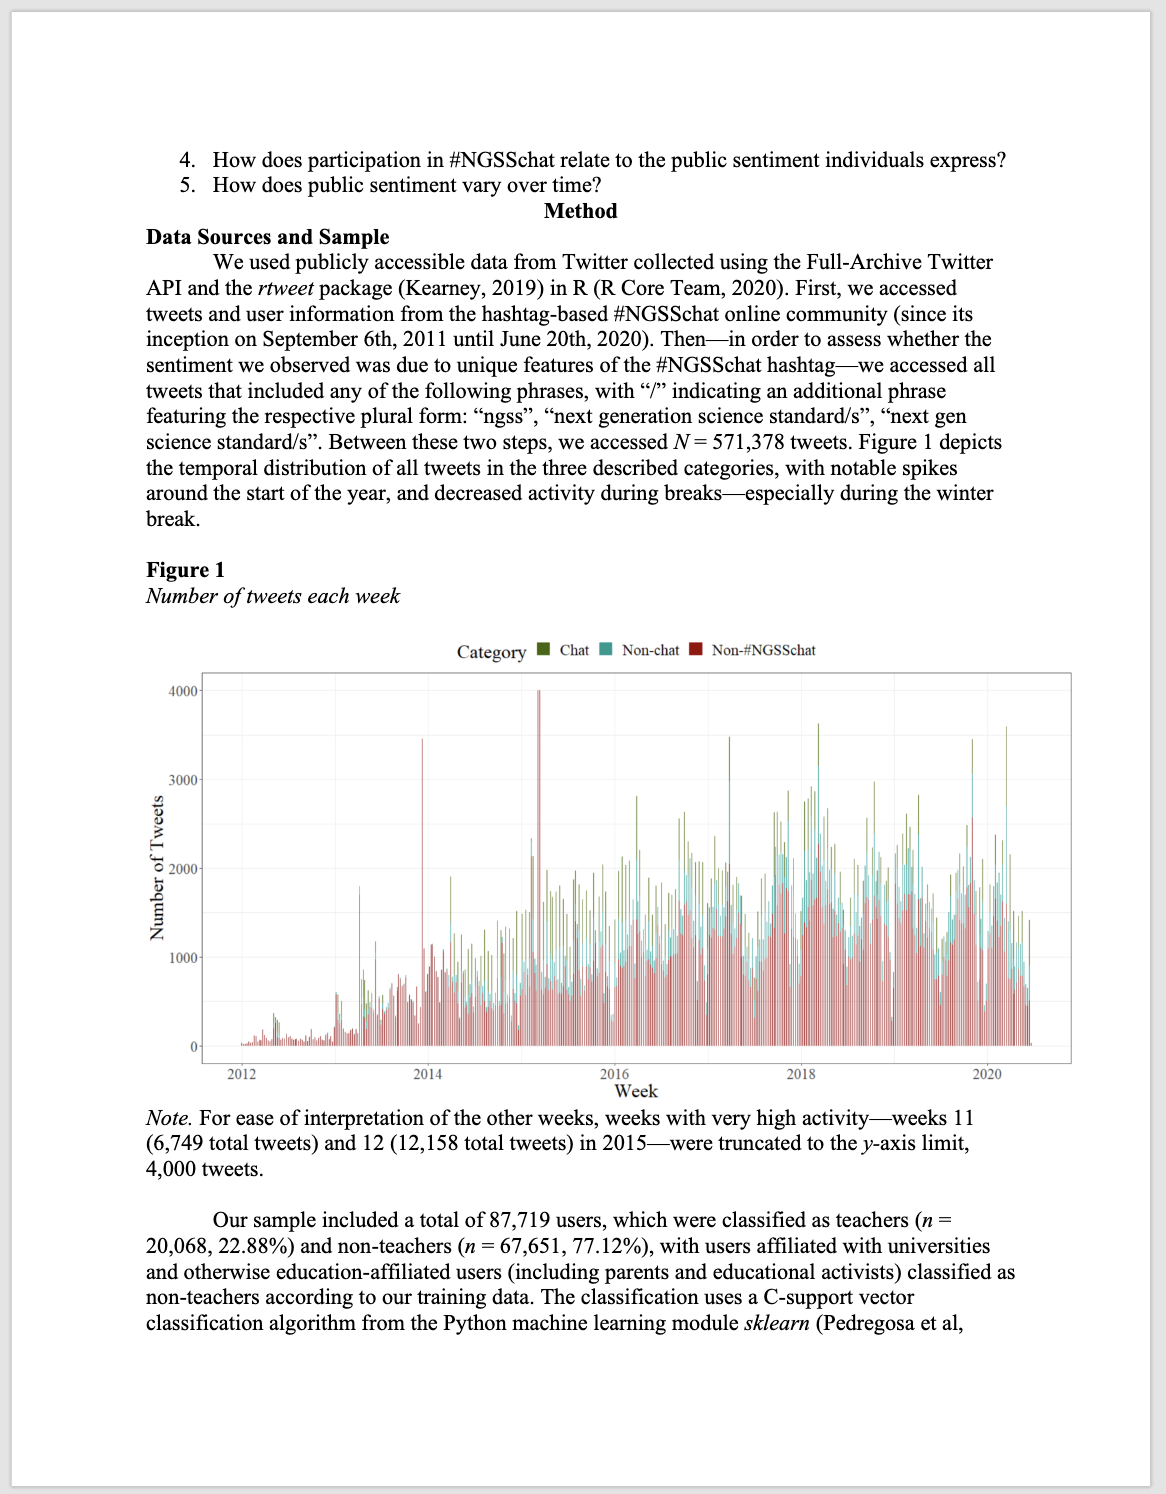 4. How does participation in #NGSSchat relate to the public sentiment individuals express?
5. How does public sentiment vary over time?
Method
Data Sources and Sample
We used publicly accessible data from Twitter collected using the Full-Archive Twitter
API and the rtweet package (Kearney, 2019) in R (R Core Team, 2020). First, we accessed
tweets and user information from the hashtag-based #NGSSchat online community (since its
inception on September 6th, 2011 until June 20th, 2020). Then—in order to assess whether the
sentiment we observed was due to unique features of the #NGSSchat hashtag—we accessed all
tweets that included any of the following phrases, with “/” indicating an additional phrase
featuring the respective plural form: “ngss”, “next generation science standard/s”, “next gen
science standard/s”. Between these two steps, we accessed N = 571,378 tweets. Figure 1 depicts
the temporal distribution of all tweets in the three described categories, with notable spikes
around the start of the year, and decreased activity during breaks—especially during the winter
break.
Figure 1
Number of tweets each week
Category Chat Non-chat Non-#NGSSchat
Number of Tweets
4000
3000
2000
1000
0
2012 2014 2016 2018 2020
Week
Note. For ease of interpretation of the other weeks, weeks with very high activity—weeks 11
(6,749 total tweets) and 12 (12,158 total tweets) in 2015—were truncated to the y-axis limit,
4,000 tweets.
Our sample included a total of 87,719 users, which were classified as teachers (n =
20,068, 22.88%) and non-teachers (n = 67,651, 77.12%), with users affiliated with universities
and otherwise education-affiliated users (including parents and educational activists) classified as
non-teachers according to our training data. The classification uses a C-support vector
classification algorithm from the Python machine learning module sklearn (Pedregosa et al,